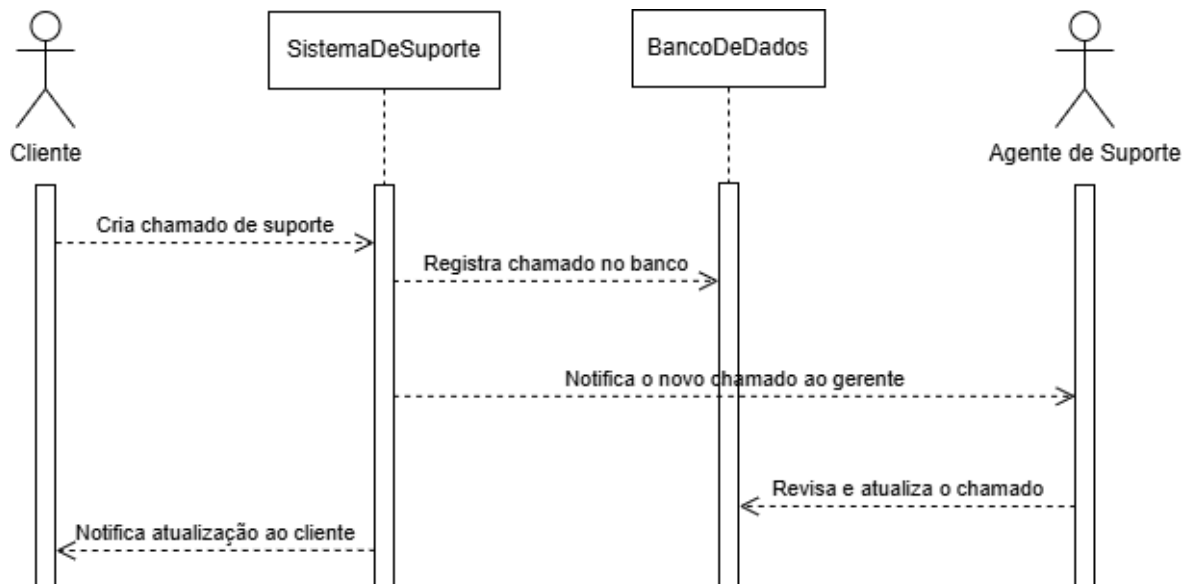 SistemaDeSuporte
BancoDeDados
Cliente
Agente de Suporte
Cria chamado de suporte
Registra chamado no banco
Notifica o novo chamado ao gerente
Revisa e atualiza o chamado
Notifica atualização ao cliente